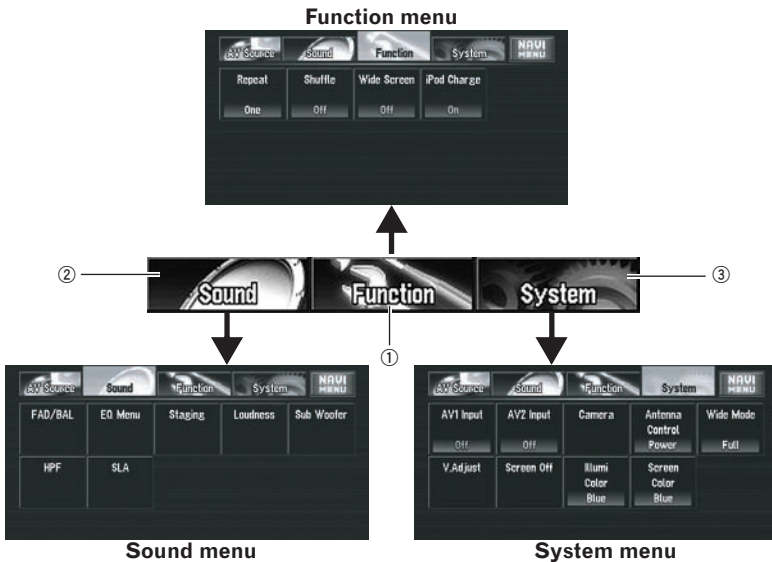 Function menu
AV Source Sound Function System NAVI MENU
Repeat Shuffle Wide Screen iPod Charge
One Off Off On
② ③
Sound Function System
①
AV Source Sound Function System NAVI MENU
FAD/BAL EQ Menu Staging Loudness Sub Woofer
HPF SLA
Sound menu
AV Source Sound Function System NAVI MENU
AV1 Input AV2 Input Camera Antenna Control Wide Mode
Off Off Power Full
V.Adjust Screen Off Illumi Color Screen Color
Blue Blue
System menu